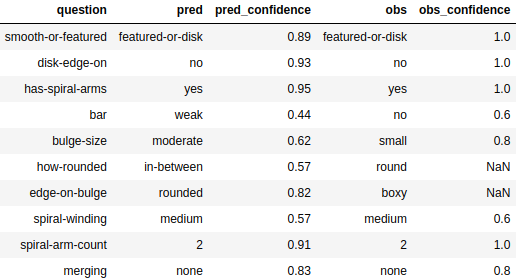 question pred pred_confidence obs obs_confidence
smooth-or-featured featured-or-disk 0.89 featured-or-disk 1.0
disk-edge-on no 0.93 no 1.0
has-spiral-arms yes 0.95 yes 1.0
bar weak 0.44 no 0.6
bulge-size moderate 0.62 small 0.8
how-rounded in-between 0.57 round NaN
edge-on-bulge rounded 0.82 boxy NaN
spiral-winding medium 0.57 medium 0.6
spiral-arm-count 2 0.91 2 1.0
merging none 0.83 none 0.8